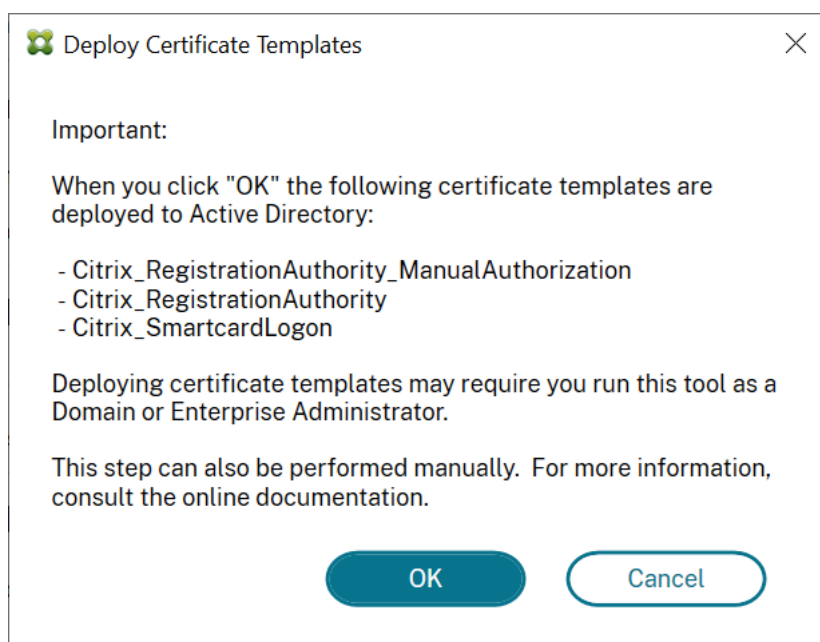 Deploy Certificate Templates
Important:
When you click "OK" the following certificate templates are
deployed to Active Directory:
- Citrix_RegistrationAuthority_ManualAuthorization
- Citrix_RegistrationAuthority
- Citrix_SmartcardLogon
Deploying certificate templates may require you run this tool as a
Domain or Enterprise Administrator.
This step can also be performed manually.  For more information,
consult the online documentation.
OK
Cancel